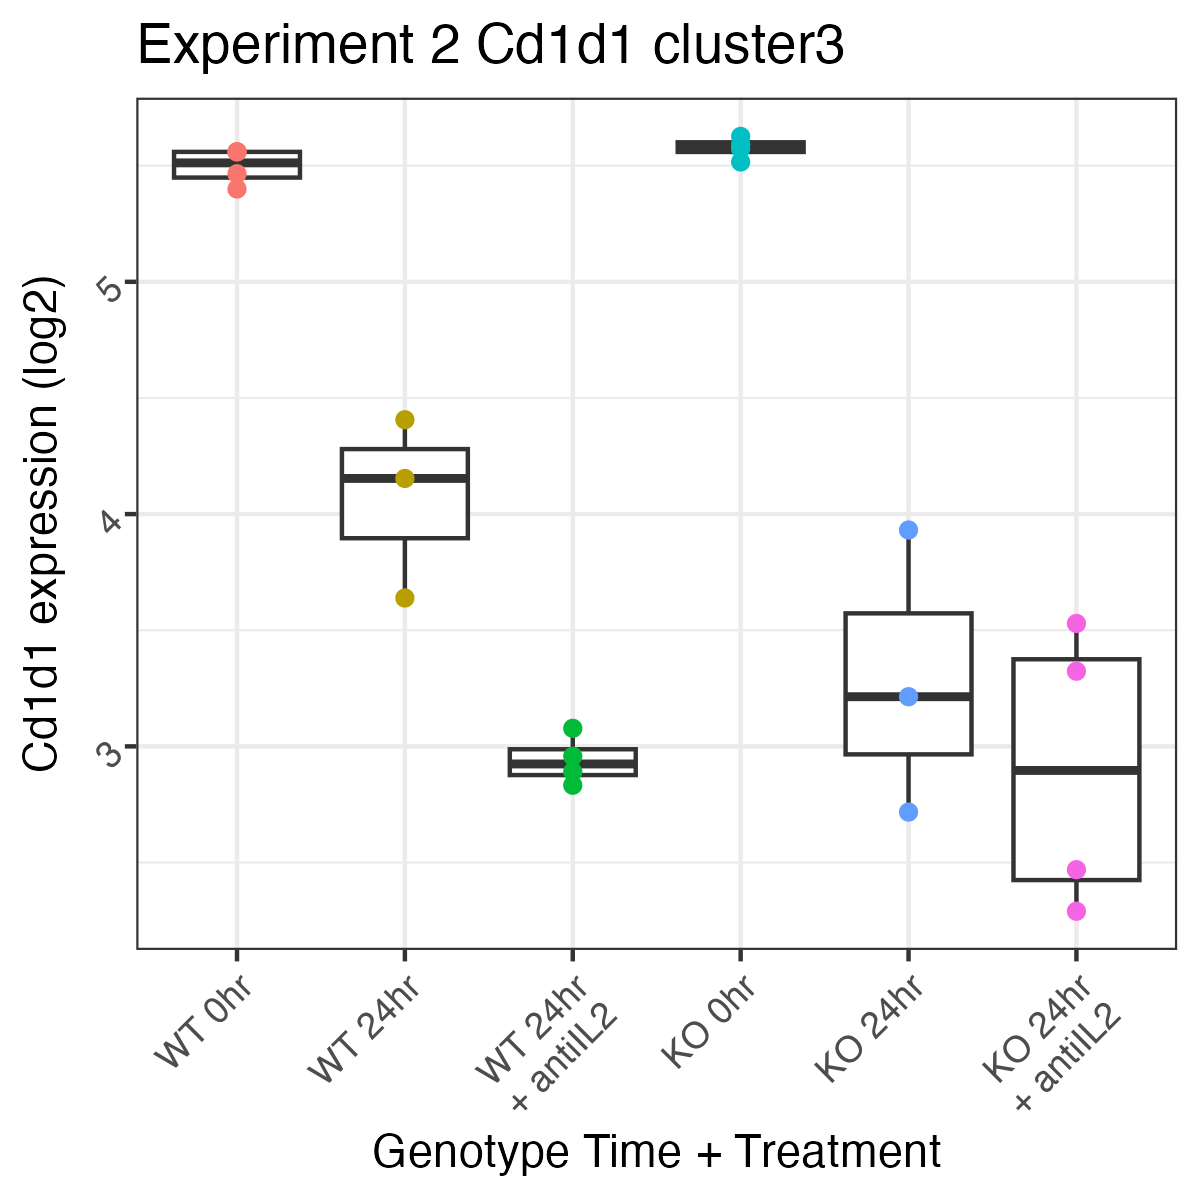 Experiment 2 Cd1d1 cluster3
Cd1d1 expression (log2)
5
4
3
WT 0hr
WT 24hr
WT 24hr
+ antiIL2
KO 0hr
KO 24hr
KO 24hr
+ antiIL2
Genotype Time + Treatment